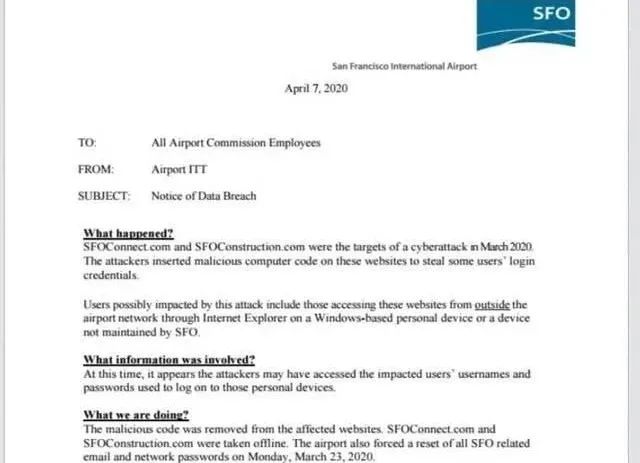 SFO
San Francisco International Airport
April 7, 2020
TO: All Airport Commission Employees
FROM: Airport ITT
SUBJECT: Notice of Data Breach
What happened?
SFOConnect.com and SFOConstruction.com were the targets of a cyberattack in March 2020.
The attackers inserted malicious computer code on these websites to steal some users' login
credentials.
Users possibly impacted by this attack include those accessing these websites from outside the
airport network through Internet Explorer on a Windows-based personal device or a device
not maintained by SFO.
What information was involved?
At this time, it appears the attackers may have accessed the impacted users' usernames and
passwords used to log on to those personal devices.
What we are doing?
The malicious code was removed from the affected websites. SFOConnect.com and
SFOConstruction.com were taken offline. The airport also forced a reset of all SFO related
email and network passwords on Monday, March 23, 2020.